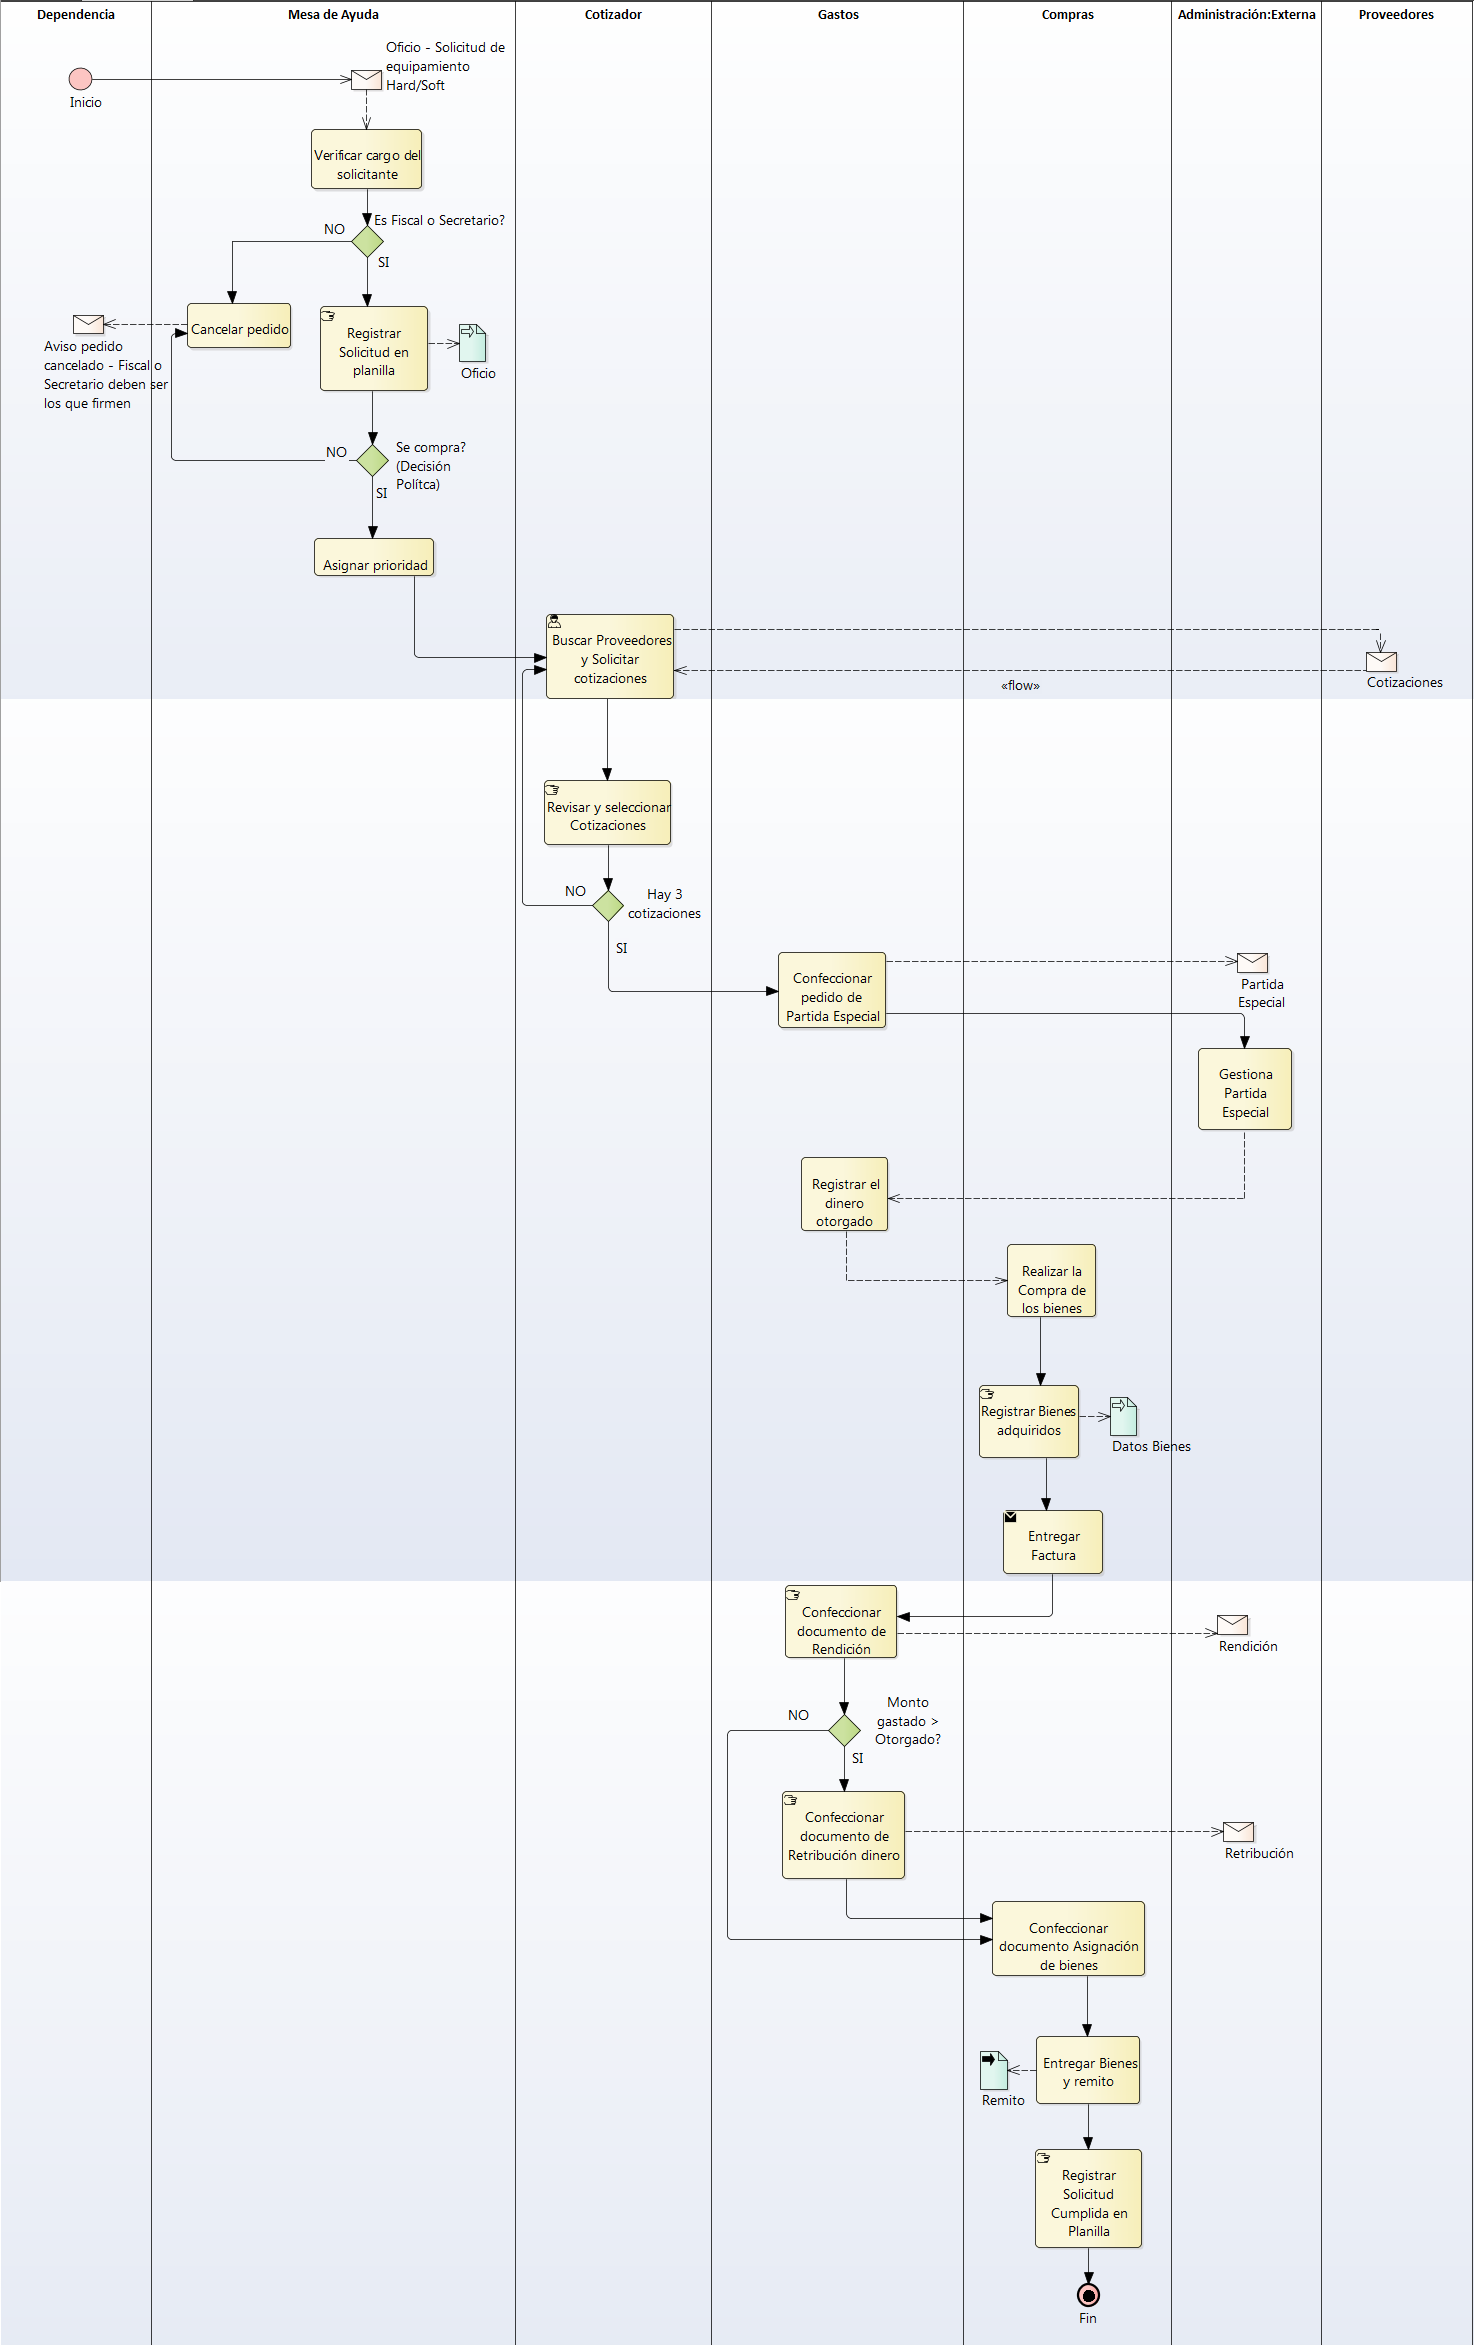 Dependencia
Mesa de Ayuda
Cotizador
Gastos
Compras
Administración:Externa
Proveedores
Inicio
Oficio - Solicitud de
equipamiento
Hard/Soft
Verificar cargo del
solicitante
Es Fiscal o Secretario?
NO
SI
Cancelar pedido
Aviso pedido
cancelado - Fiscal o
Secretario deben ser
los que firmen
Registrar
Solicitud en
planilla
Oficio
Se compra?
(Decisión
Polítca)
NO
SI
Asignar prioridad
Buscar Proveedores
y Solicitar
cotizaciones
«flow»
Cotizaciones
Revisar y seleccionar
Cotizaciones
NO
Hay 3
cotizaciones
SI
Confeccionar
pedido de
Partida Especial
Partida
Especial
Gestiona
Partida
Especial
Registrar el
dinero
otorgado
Realizar la
Compra de
los bienes
Registrar Bienes
adquiridos
Datos Bienes
Entregar
Factura
Confeccionar
documento de
Rendición
Rendición
Monto
gastado >
Otorgado?
NO
SI
Confeccionar
documento de
Retribución dinero
Retribución
Confeccionar
documento Asignación
de bienes
Entregar Bienes
y remito
Remito
Registrar
Solicitud
Cumplida en
Planilla
Fin